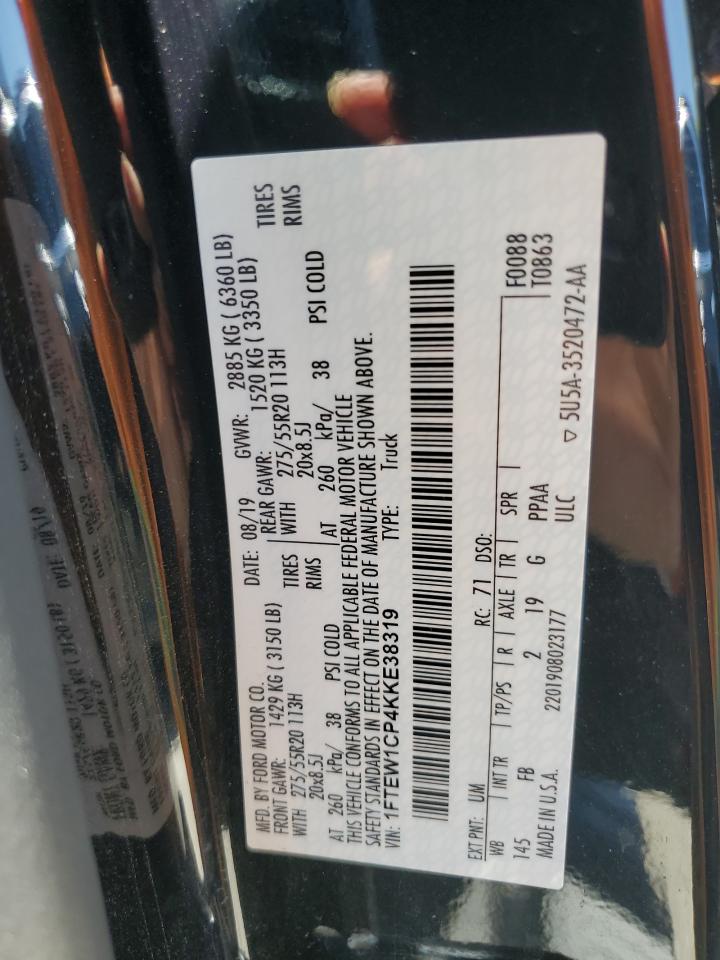 MFD. BY FORD MOTOR CO.
DATE: 08/19 GVWR: 2885 KG ( 6360 LB)
FRONT GAWR: 1429 KG ( 3150 LB) REAR GAWR: 1520 KG ( 3350 LB)
WITH 275/55R20 113H TIRES WITH 275/55R20 113H TIRES
20x8.5J RIMS 20x8.5J RIMS
AT 260 kPa/ 38 PSI COLD AT 260 kPa/ 38 PSI COLD
THIS VEHICLE CONFORMS TO ALL APPLICABLE FEDERAL MOTOR VEHICLE
SAFETY STANDARDS IN EFFECT ON THE DATE OF MANUFACTURE SHOWN ABOVE.
VIN: 1FTEW1CP4KKE38319 TYPE: Truck
EXT PNT: UM RC: 71 DSO:
WB INT TR TP/PS R AXLE TR SPR F0088
145 FB 2 19 G PPAA T0863
MADE IN U.S.A. 2201908023177 ULC
▽ 5U5A-3520472-AA